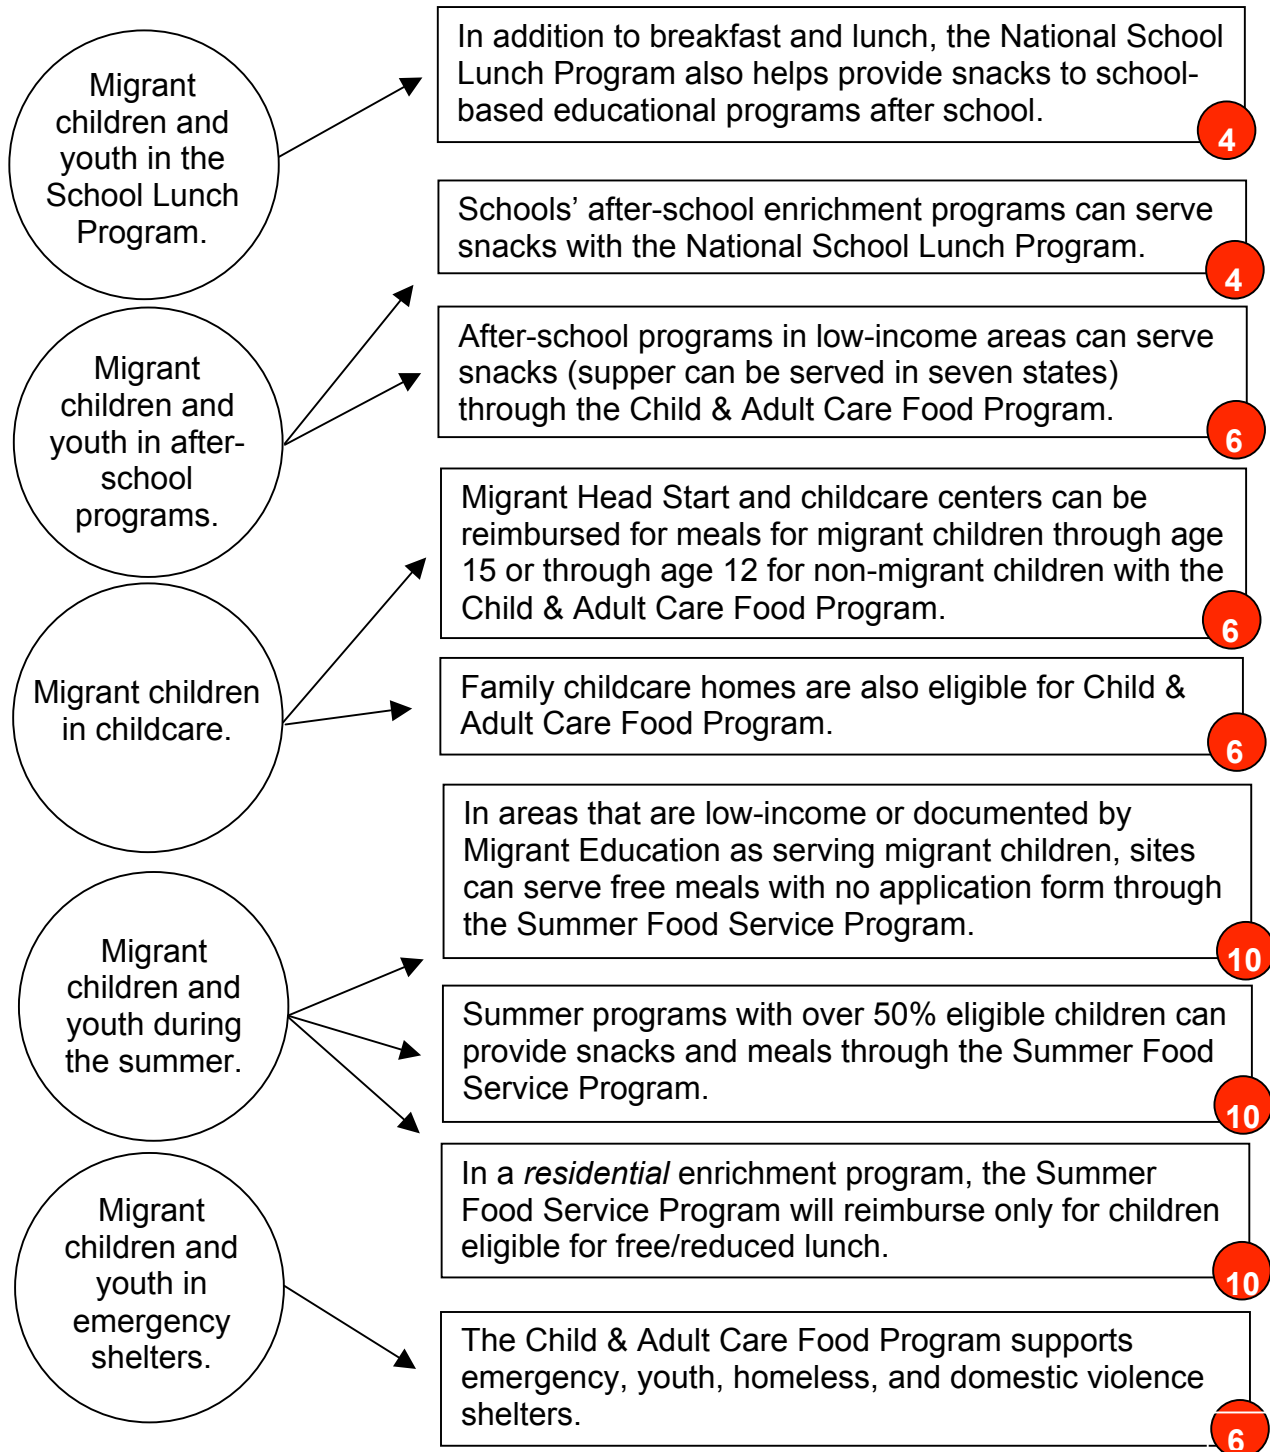 Migrant
children and
youth in the
School Lunch
Program.
In addition to breakfast and lunch, the National School
Lunch Program also helps provide snacks to school-
based educational programs after school.
4
Schools’ after-school enrichment programs can serve
snacks with the National School Lunch Program.
4
Migrant
children and
youth in after-
school
programs.
After-school programs in low-income areas can serve
snacks (supper can be served in seven states)
through the Child & Adult Care Food Program.
6
Migrant children
in childcare.
Migrant Head Start and childcare centers can be
reimbursed for meals for migrant children through age
15 or through age 12 for non-migrant children with the
Child & Adult Care Food Program.
6
Family childcare homes are also eligible for Child &
Adult Care Food Program.
6
Migrant
children and
youth during
the summer.
In areas that are low-income or documented by
Migrant Education as serving migrant children, sites
can serve free meals with no application form through
the Summer Food Service Program.
10
Summer programs with over 50% eligible children can
provide snacks and meals through the Summer Food
Service Program.
10
In a residential enrichment program, the Summer
Food Service Program will reimburse only for children
eligible for free/reduced lunch.
10
Migrant
children and
youth in
emergency
shelters.
The Child & Adult Care Food Program supports
emergency, youth, homeless, and domestic violence
shelters.
6